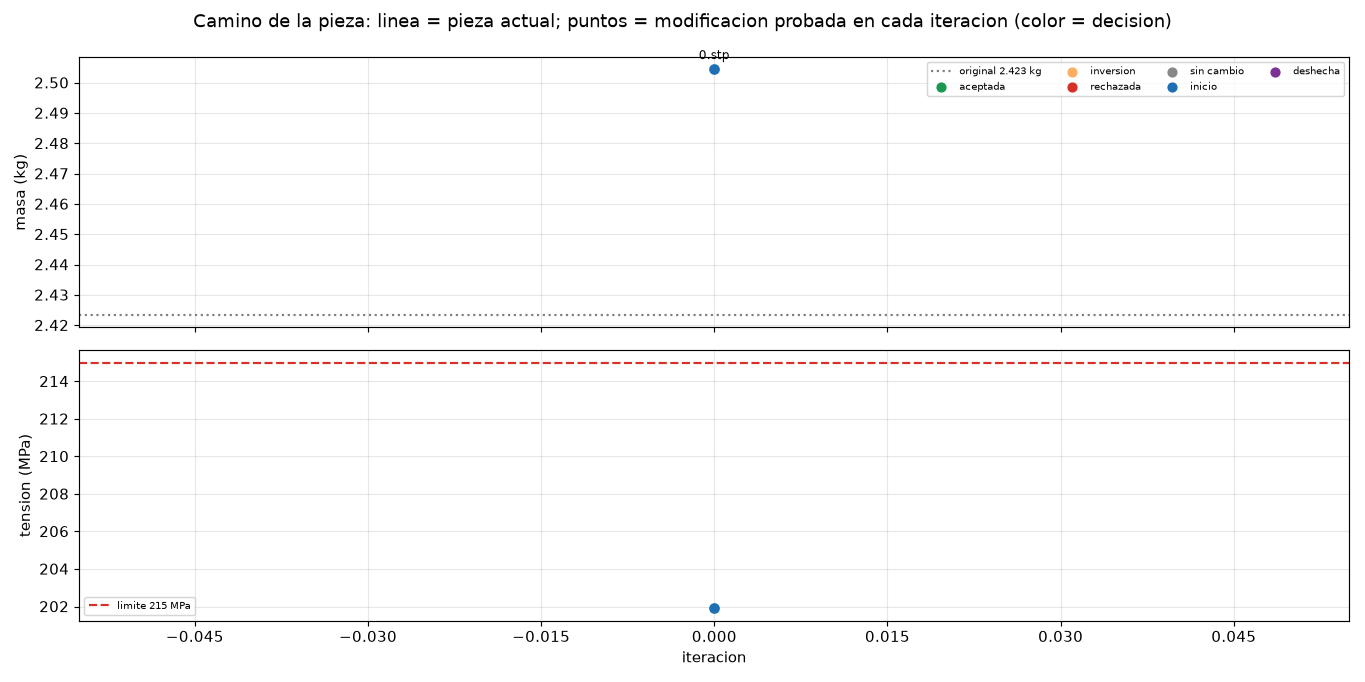 Camino de la pieza: linea = pieza actual; puntos = modificacion probada en cada iteracion (color = decision)
0.stp
original 2.423 kg
aceptada
inversion
rechazada
sin cambio
inicio
deshecha
masa (kg)
2.50
2.49
2.48
2.47
2.46
2.45
2.44
2.43
2.42
tension (MPa)
214
212
210
208
206
204
202
limite 215 MPa
−0.045 −0.030 −0.015 0.000 0.015 0.030 0.045
iteracion